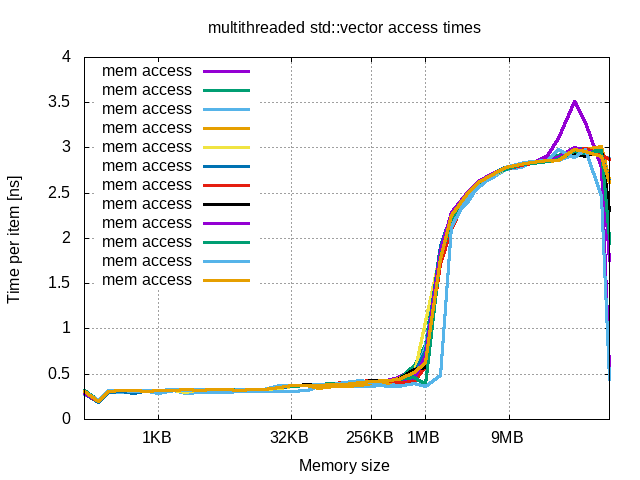 multithreaded std::vector access times
4
3.5
3
2.5
2
1.5
1
0.5
0
Time per item [ns]
mem access
mem access
mem access
mem access
mem access
mem access
mem access
mem access
mem access
mem access
mem access
mem access
1KB 32KB 256KB 1MB 9MB
Memory size